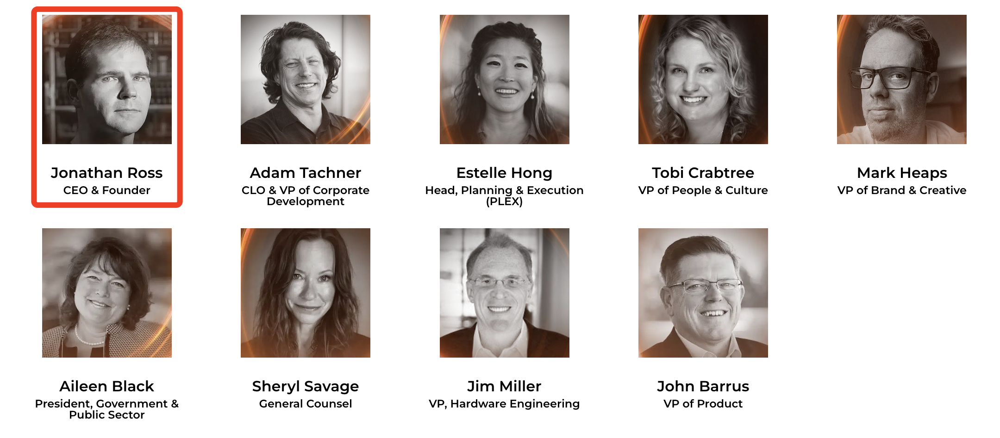 Jonathan Ross
CEO & Founder
Adam Tachner
CLO & VP of Corporate
Development
Estelle Hong
Head, Planning & Execution
(PLEX)
Tobi Crabtree
VP of People & Culture
Mark Heaps
VP of Brand & Creative
Aileen Black
President, Government &
Public Sector
Sheryl Savage
General Counsel
Jim Miller
VP, Hardware Engineering
John Barrus
VP of Product